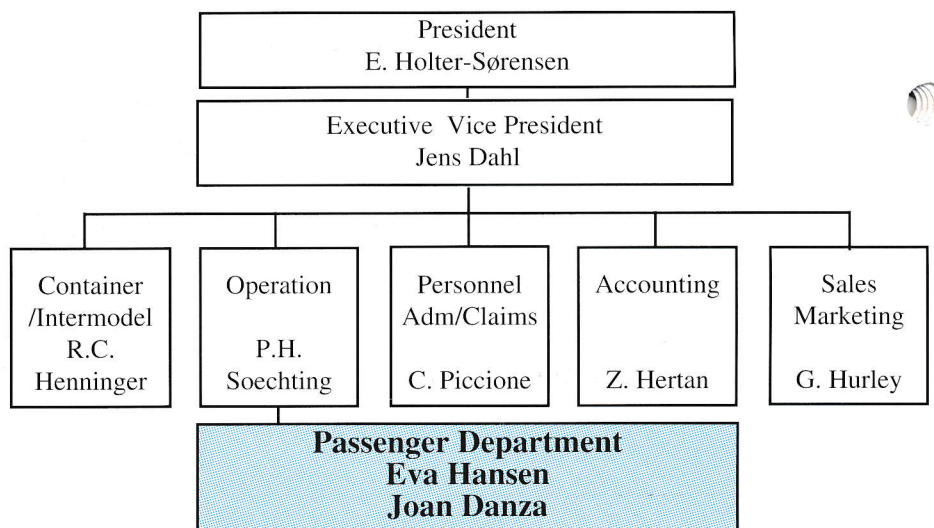 President
E. Holter-Sørensen
Executive Vice President
Jens Dahl
Container
/Intermodel
R.C.
Henninger
Operation
P.H.
Soechting
Personnel
Adm/Claims
C. Piccione
Accounting
Z. Hertan
Sales
Marketing
G. Hurley
Passenger Department
Eva Hansen
Joan Danza